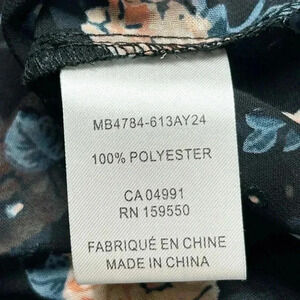 MB4784-613AY24
100% POLYESTER
CA 04991
RN 159550
FABRIQUÉ EN CHINE
MADE IN CHINA